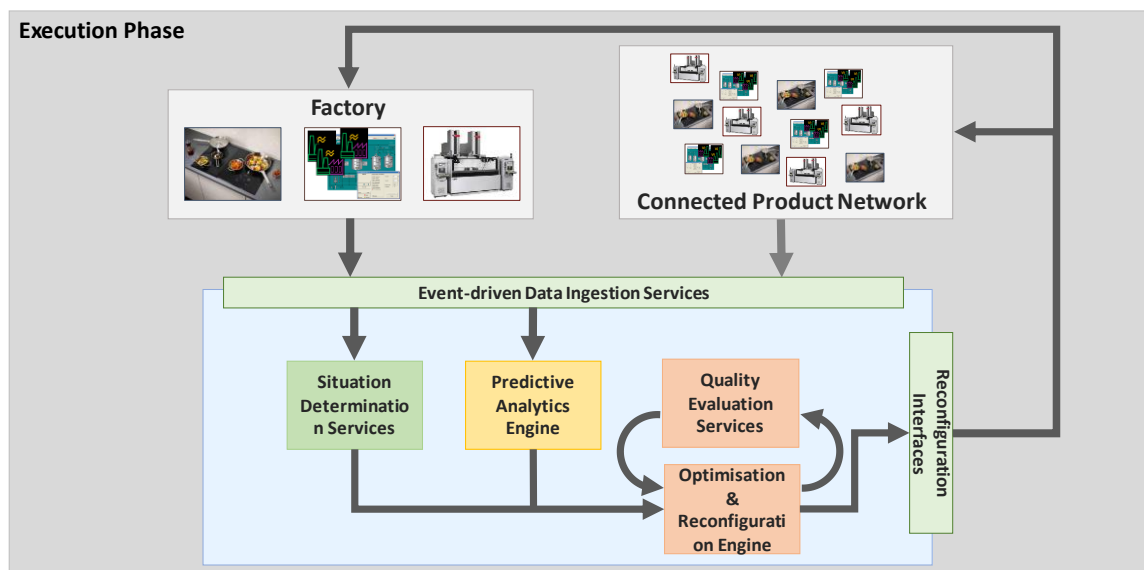 Execution Phase
Factory
Connected Product Network
Event-driven Data Ingestion Services
Situation
Determinatio
n Services
Predictive
Analytics
Engine
Quality
Evaluation
Services
Optimisation
&
Reconfigurati
on Engine
Reconfiguration
Interfaces